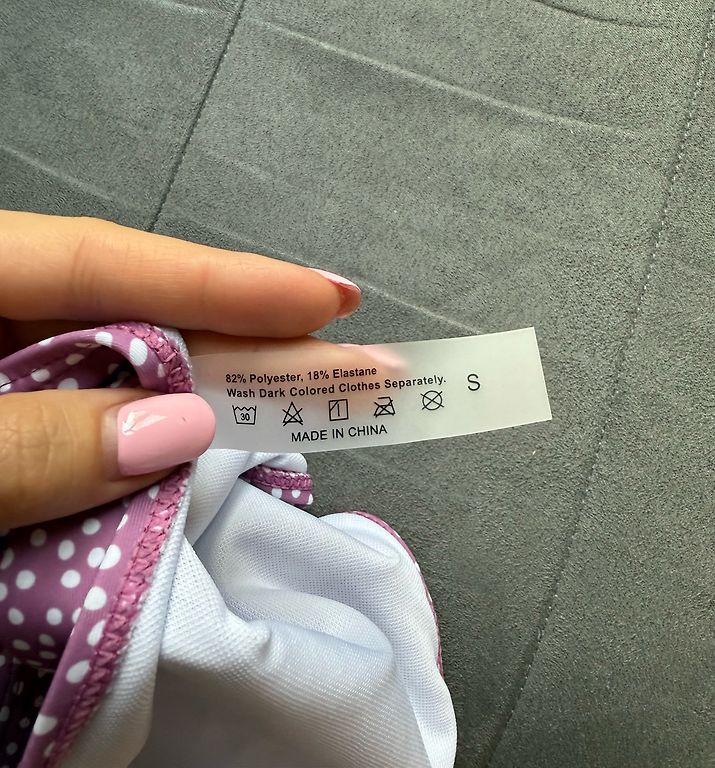 82% Polyester, 18% Elastane
Wash Dark Colored Clothes Separately.
S
30
MADE IN CHINA